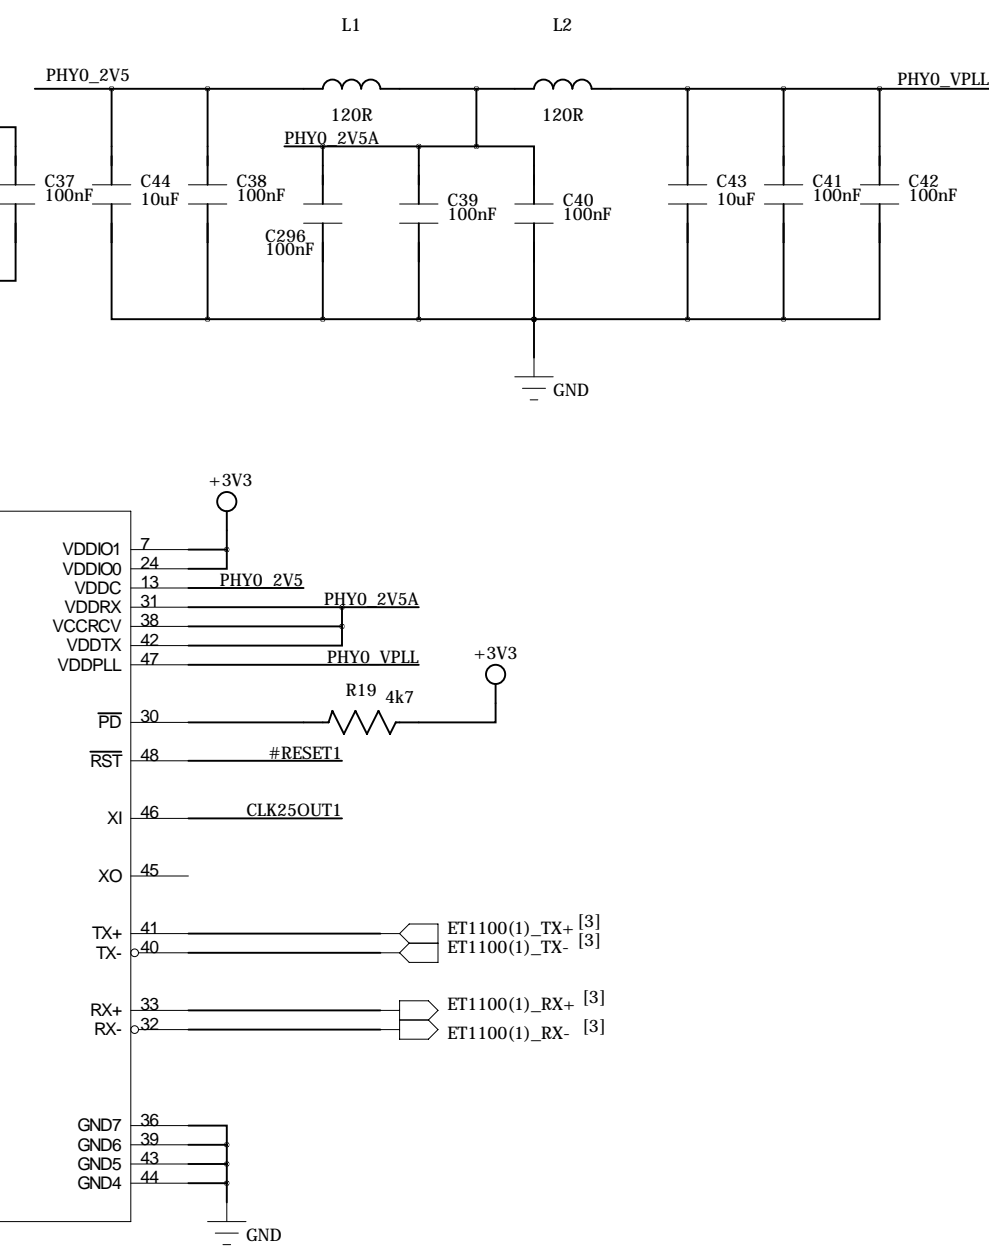 L1 L2
PHY0_2V5 PHY0_VPLL
120R 120R
PHY0_2V5A
C37 C44 C38 C43 C41 C42
100nF 10uF 100nF 10uF 100nF 100nF
C39 C40
100nF 100nF
C296
100nF
GND
+3V3
VDDIO1 7
VDDIO0 24
VDDC 13 PHY0_2V5
VDDRX 31 PHY0_2V5A
VCCRCV 38
VDDTX 42
VDDPLL 47 PHY0_VPLL
+3V3
R19 4k7
PD 30
RST 48 #RESET1
XI 46 CLK25OUT1
XO 45
TX+ 41 ET1100(1)_TX+ [3]
TX- 40 ET1100(1)_TX- [3]
RX+ 33 ET1100(1)_RX+ [3]
RX- 32 ET1100(1)_RX- [3]
GND7 36
GND6 39
GND5 43
GND4 44
GND